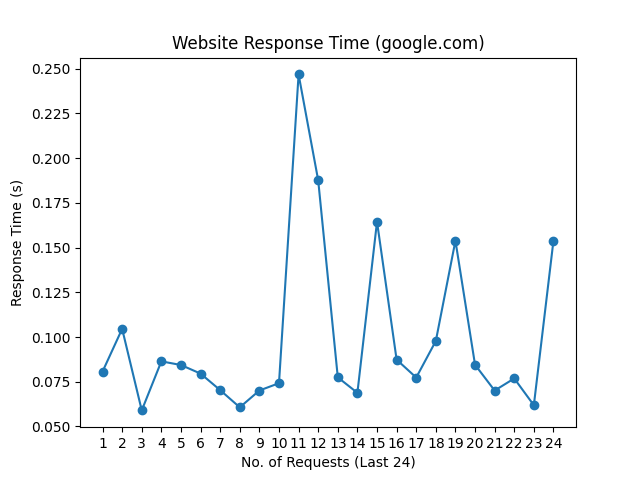 Website Response Time (google.com)
0.250
0.225
0.200
0.175
0.150
0.125
0.100
0.075
0.050
Response Time (s)
1 2 3 4 5 6 7 8 9 10 11 12 13 14 15 16 17 18 19 20 21 22 23 24
No. of Requests (Last 24)